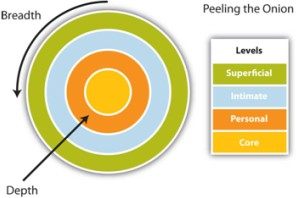 Breadth
Peeling the Onion
Levels
Superficial
Intimate
Personal
Core
Depth